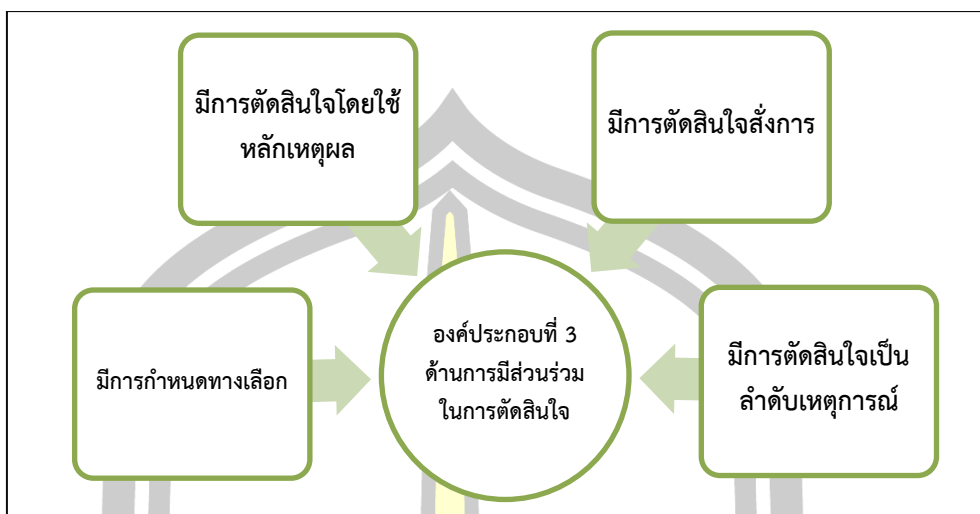 มีการตัดสินใจโดยใช้
หลักเหตุผล
มีการตัดสินใจสั่งการ
มีการกำหนดทางเลือก
องค์ประกอบที่ 3
ด้านการมีส่วนร่วม
ในการตัดสินใจ
มีการตัดสินใจเป็น
ลำดับเหตุการณ์